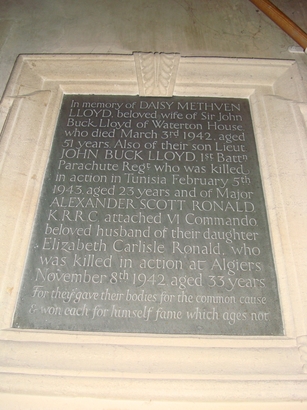 In memory of DAISY METHVEN
LLOYD, beloved wife of Sir John
Buck Lloyd of Waterton House
who died March 3rd 1942, aged
51 years. Also of their son Lieut
JOHN BUCK LLOYD, 1st Battn
Parachute Regt who was killed
in action in Tunisia February 5th
1943 aged 23 years and of Major
ALEXANDER SCOTT RONALD
K.R.R.C. attached VI Commando
beloved husband of their daughter
Elizabeth Carlisle Ronald, who
was killed in action at Algiers
November 8th 1942 aged 33 years
For they gave their bodies for the common cause
& won each for himself fame which ages not